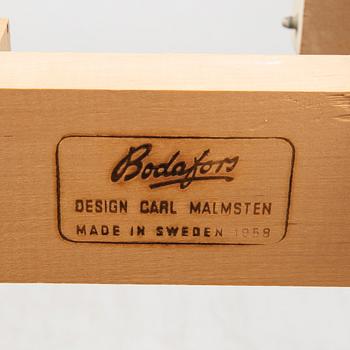 Bodafors
DESIGN CARL MALMSTEN
MADE IN SWEDEN 1958